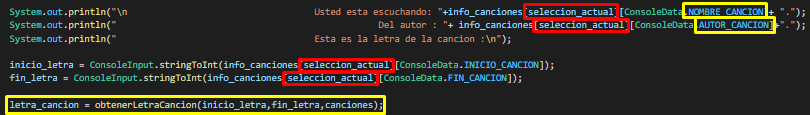 System.out.println("\n Usted esta escuchando: "+info_canciones[seleccion_actual][ConsoleData.NOMBRE_CANCION]+ ".");
System.out.println(" Del autor : "+ info_canciones[seleccion_actual][ConsoleData.AUTOR_CANCION]+".");
System.out.println(" Esta es la letra de la cancion :\n");
inicio_letra = ConsoleInput.stringToInt(info_canciones[seleccion_actual][ConsoleData.INICIO_CANCION]);
fin_letra = ConsoleInput.stringToInt(info_canciones[seleccion_actual][ConsoleData.FIN_CANCION]);
letra_cancion = obtenerLetraCancion(inicio_letra,fin_letra,canciones);